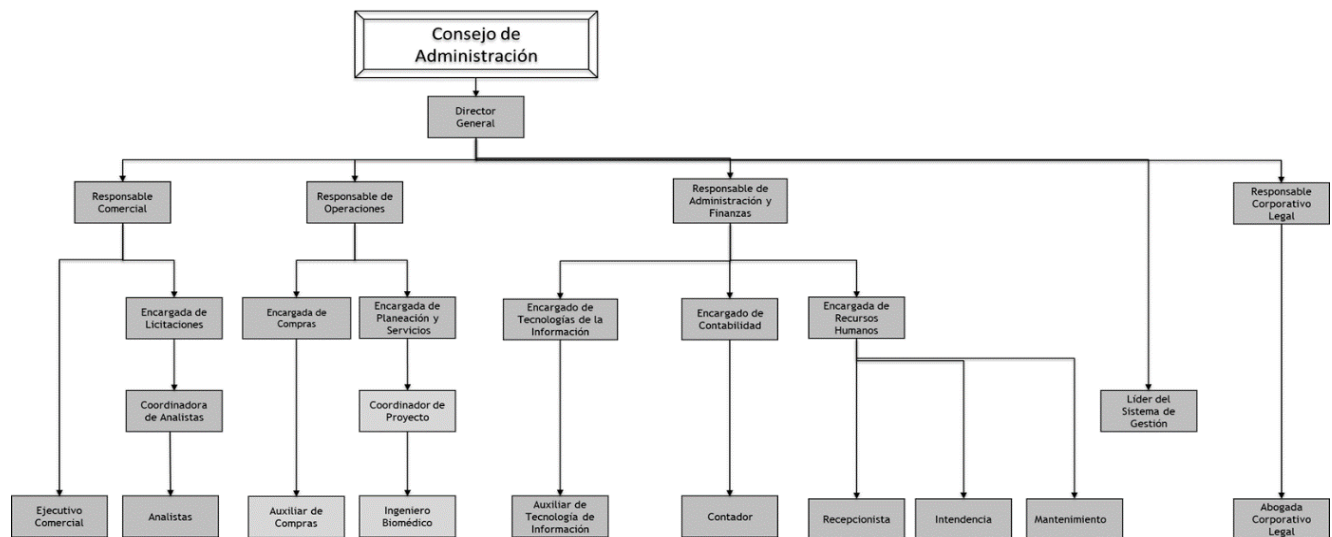 Consejo de
Administración
Director
General
Responsable
Comercial
Responsable de
Operaciones
Responsable de
Administración y
Finanzas
Responsable
Corporativo
Legal
Encargada de
Licitaciones
Encargada de
Compras
Encargada de
Planeación y
Servicios
Encargado de
Tecnologías de la
Información
Encargado de
Contabilidad
Encargada de
Recursos
Humanos
Coordinadora
de Analistas
Coordinador de
Proyecto
Líder del
Sistema de
Gestión
Ejecutivo
Comercial
Analistas
Auxiliar de
Compras
Ingeniero
Biomédico
Auxiliar de
Tecnología de
Información
Contador
Recepcionista
Intendencia
Mantenimiento
Abogada
Corporativo
Legal